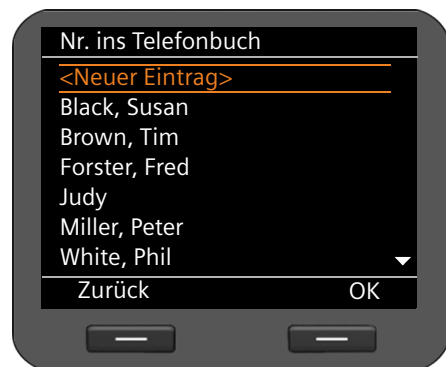 Nr. ins Telefonbuch
<Neuer Eintrag>
Black, Susan
Brown, Tim
Forster, Fred
Judy
Miller, Peter
White, Phil
Zurück OK